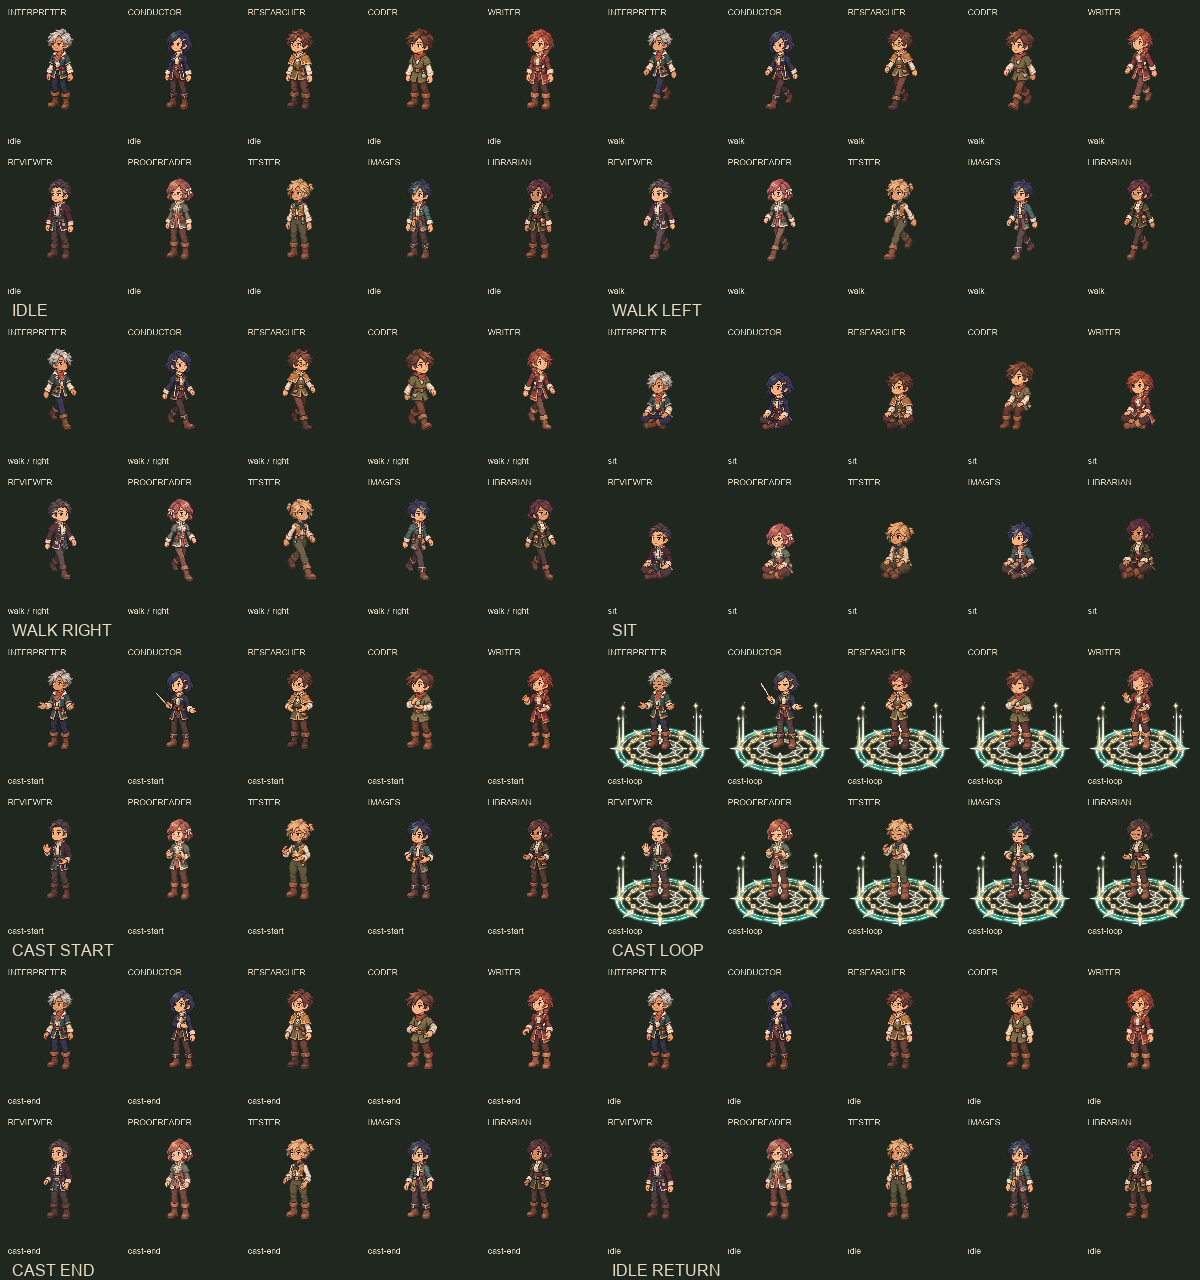 INTERPRETER CONDUCTOR RESEARCHER CODER WRITER
idle idle idle idle idle
REVIEWER PROOFREADER TESTER IMAGES LIBRARIAN
idle idle idle idle idle
IDLE
INTERPRETER CONDUCTOR RESEARCHER CODER WRITER
walk walk walk walk walk
REVIEWER PROOFREADER TESTER IMAGES LIBRARIAN
walk walk walk walk walk
WALK LEFT
INTERPRETER CONDUCTOR RESEARCHER CODER WRITER
walk / right walk / right walk / right walk / right walk / right
REVIEWER PROOFREADER TESTER IMAGES LIBRARIAN
walk / right walk / right walk / right walk / right walk / right
WALK RIGHT
INTERPRETER CONDUCTOR RESEARCHER CODER WRITER
sit sit sit sit sit
REVIEWER PROOFREADER TESTER IMAGES LIBRARIAN
sit sit sit sit sit
SIT
INTERPRETER CONDUCTOR RESEARCHER CODER WRITER
cast-start cast-start cast-start cast-start cast-start
REVIEWER PROOFREADER TESTER IMAGES LIBRARIAN
cast-start cast-start cast-start cast-start cast-start
CAST START
INTERPRETER CONDUCTOR RESEARCHER CODER WRITER
cast-loop cast-loop cast-loop cast-loop cast-loop
REVIEWER PROOFREADER TESTER IMAGES LIBRARIAN
cast-loop cast-loop cast-loop cast-loop cast-loop
CAST LOOP
INTERPRETER CONDUCTOR RESEARCHER CODER WRITER
cast-end cast-end cast-end cast-end cast-end
REVIEWER PROOFREADER TESTER IMAGES LIBRARIAN
cast-end cast-end cast-end cast-end cast-end
CAST END
INTERPRETER CONDUCTOR RESEARCHER CODER WRITER
idle idle idle idle idle
REVIEWER PROOFREADER TESTER IMAGES LIBRARIAN
idle idle idle idle idle
IDLE RETURN